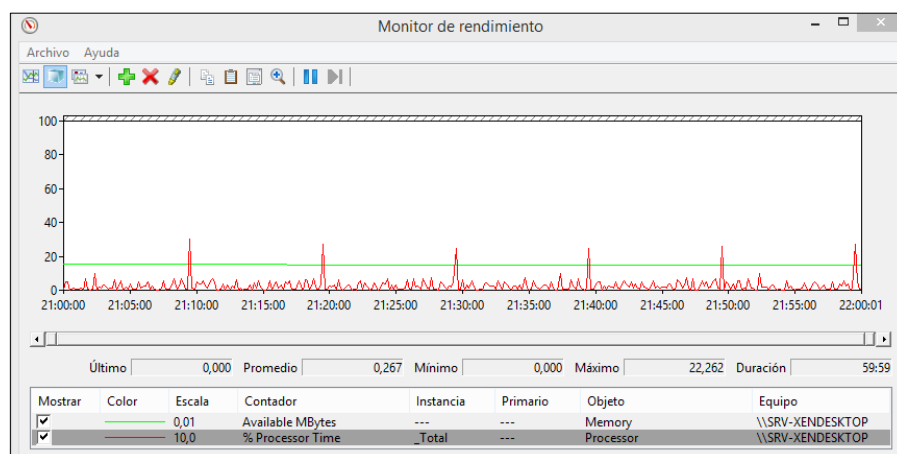 Monitor de rendimiento
Archivo Ayuda
100
80
60
40
20
0
21:00:00 21:05:00 21:10:00 21:15:00 21:20:00 21:25:00 21:30:00 21:35:00 21:40:00 21:45:00 21:50:00 21:55:00 22:00:01
Último 0,000 Promedio 0,267 Mínimo 0,000 Máximo 22,262 Duración 59:59
Mostrar Color Escala Contador Instancia Primario Objeto Equipo
0,01 Available MBytes --- --- Memory \\SRV-XENDESKTOP
10,0 % Processor Time _Total --- Processor \\SRV-XENDESKTOP